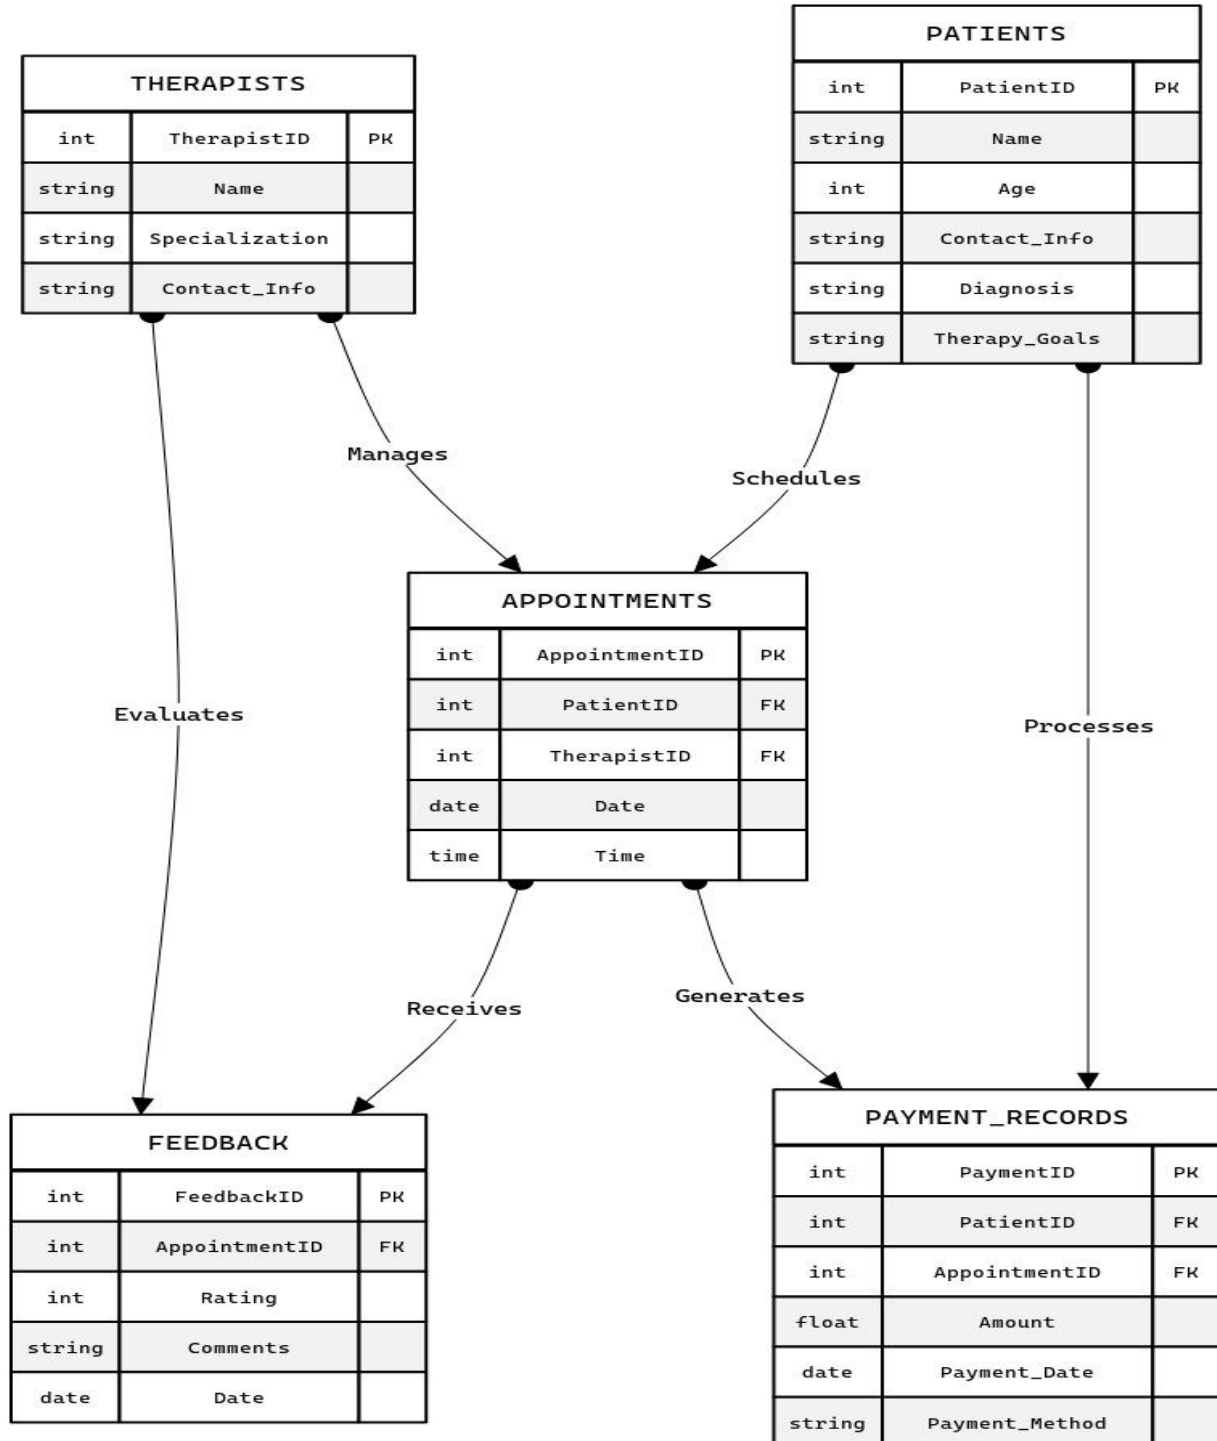 THERAPISTS
int TherapistID PK
string Name
string Specialization
string Contact_Info
PATIENTS
int PatientID PK
string Name
int Age
string Contact_Info
string Diagnosis
string Therapy_Goals
Manages
Schedules
Evaluates
Processes
APPOINTMENTS
int AppointmentID PK
int PatientID FK
int TherapistID FK
date Date
time Time
Receives
Generates
FEEDBACK
int FeedbackID PK
int AppointmentID FK
int Rating
string Comments
date Date
PAYMENT_RECORDS
int PaymentID PK
int PatientID FK
int AppointmentID FK
float Amount
date Payment_Date
string Payment_Method